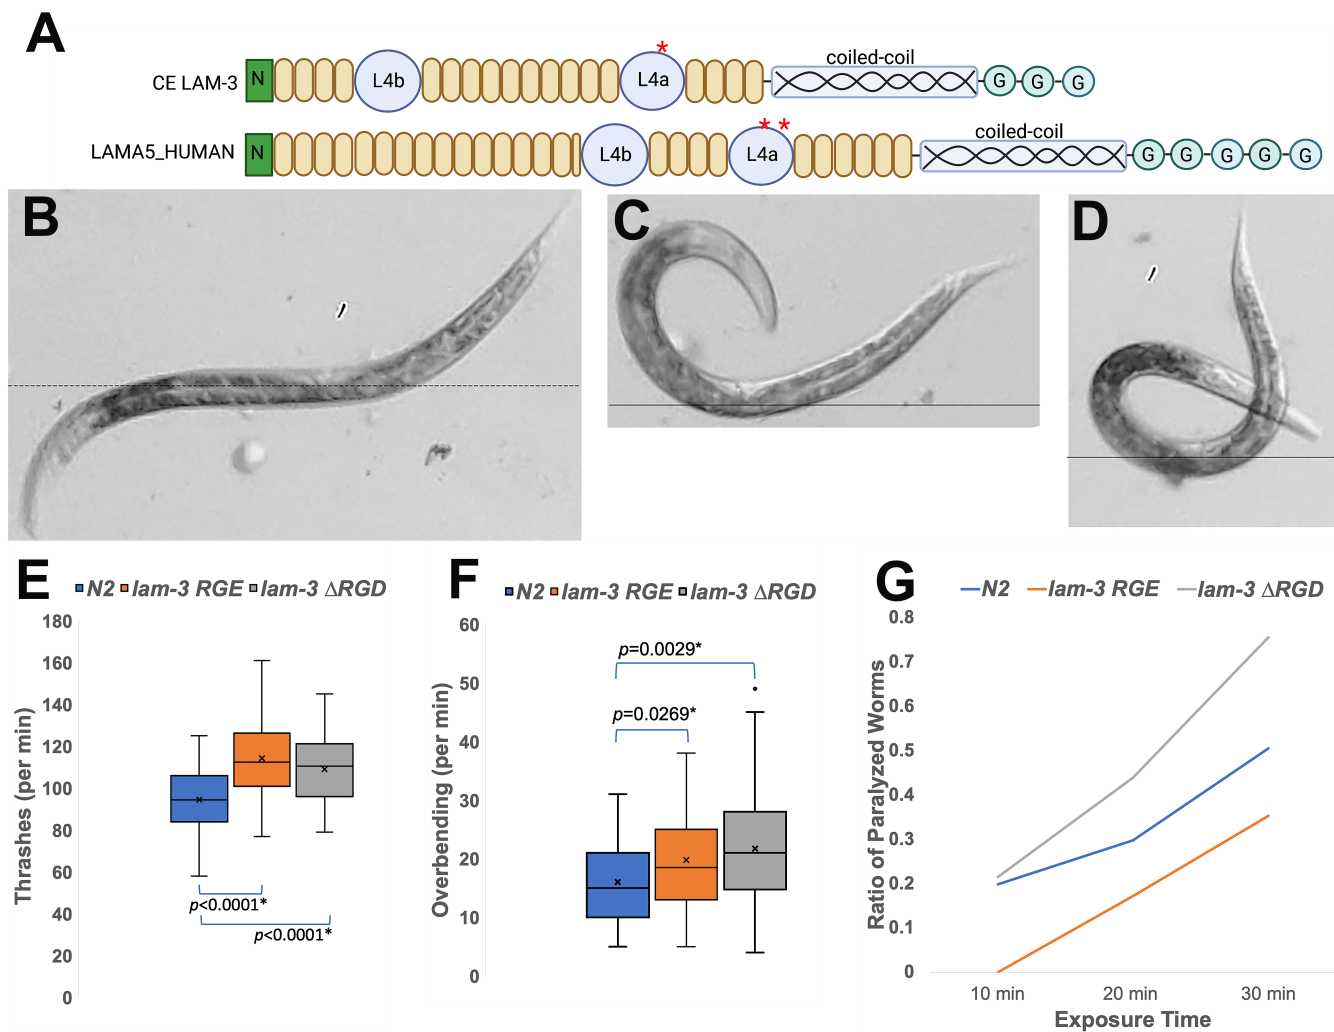 A
CE LAM-3 N L4b L4a * coiled-coil G G G
LAMA5_HUMAN N L4b L4a * * coiled-coil G G G G G
B
C
D
E
N2 lam-3 RGE lam-3 ΔRGD
Thrashes (per min)
180
160
140
120
100
80
60
40
20
0
p<0.0001*
p<0.0001*
F
N2 lam-3 RGE lam-3 ΔRGD
Overbending (per min)
60
50
40
30
20
10
0
p=0.0029*
p=0.0269*
G
N2 lam-3 RGE lam-3 ΔRGD
Ratio of Paralyzed Worms
0.8
0.7
0.6
0.5
0.4
0.3
0.2
0.1
0
10 min 20 min 30 min
Exposure Time